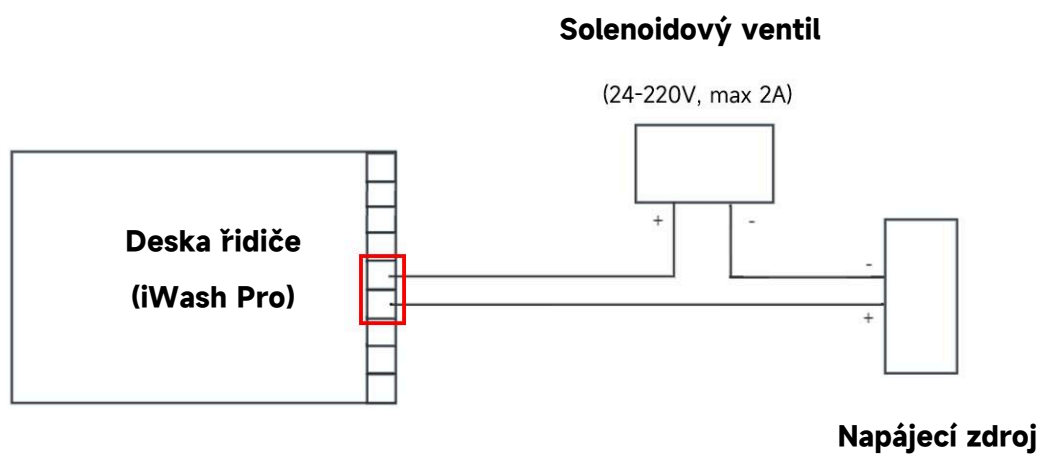 Solenoidový ventil
(24-220V, max 2A)
+ -
Deska řidiče
(iWash Pro)
-
+
Napájecí zdroj